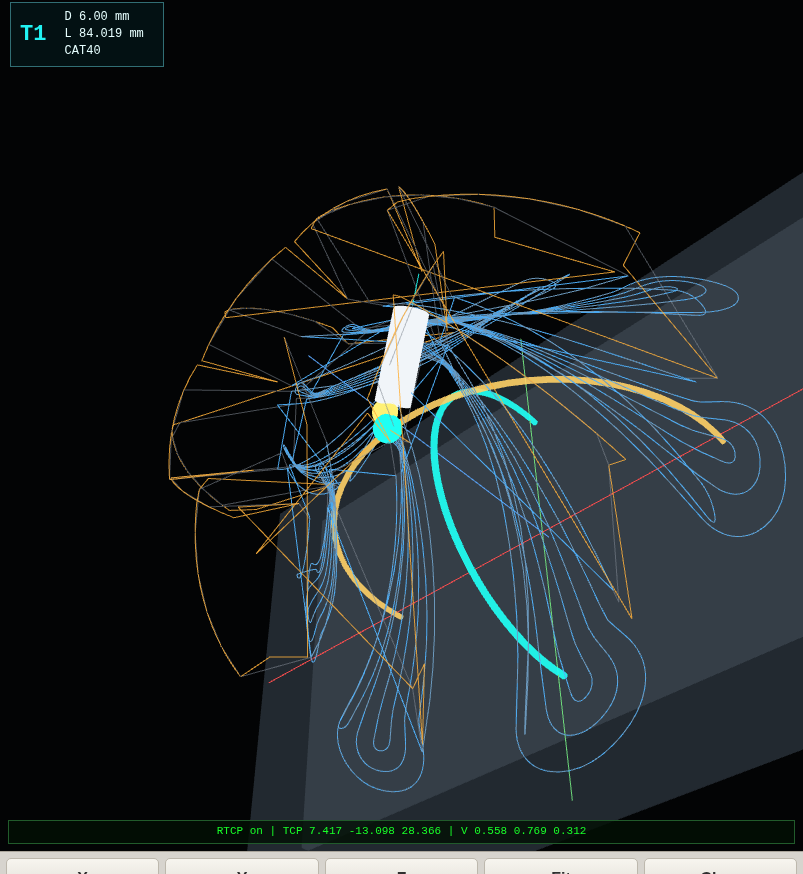 T1
D 6.00 mm
L 84.019 mm
CAT40
RTCP on | TCP 7.417 -13.098 28.366 | V 0.558 0.769 0.312